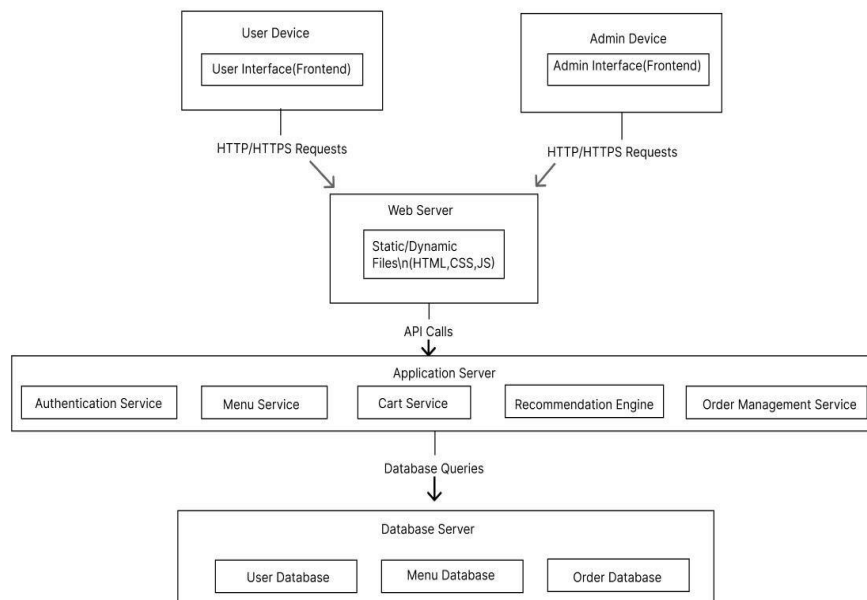 User Device
User Interface(Frontend)
Admin Device
Admin Interface(Frontend)
HTTP/HTTPS Requests
HTTP/HTTPS Requests
Web Server
Static/Dynamic
Files\n(HTML,CSS,JS)
API Calls
Application Server
Authentication Service
Menu Service
Cart Service
Recommendation Engine
Order Management Service
Database Queries
Database Server
User Database
Menu Database
Order Database